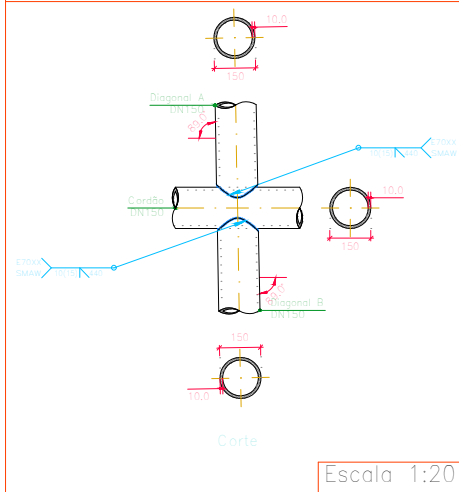 10,0
150
Diagonal A
DN150
60.0°
E70XX
SMAW
Cordão
DN150
10,0
150
E70XX
SMAW
60.0°
Diagonal B
DN150
150
10.0
Corte
Escala 1:20